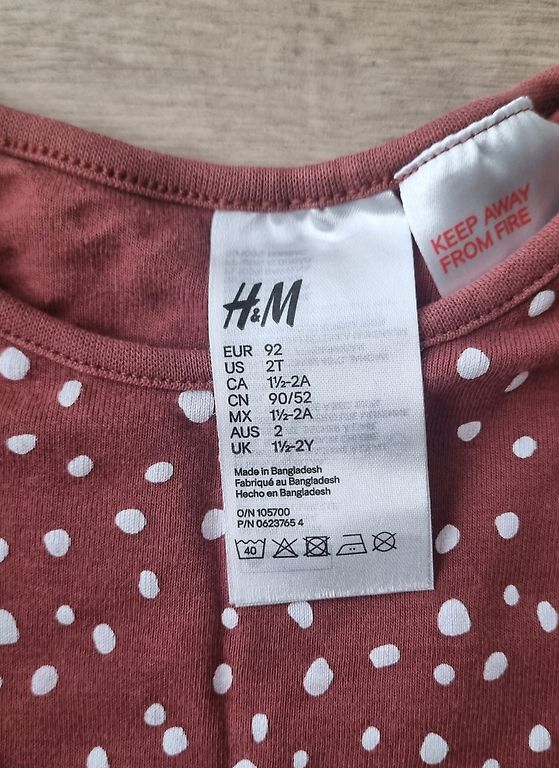 KEEP AWAY
FROM FIRE
H&M
EUR 92
US 2T
CA 1½-2A
CN 90/52
MX 1½-2A
AUS 2
UK 1½-2Y
Made in Bangladesh
Fabriqué au Bangladesh
Hecho en Bangladesh
O/N 105700
P/N 0623765 4
40